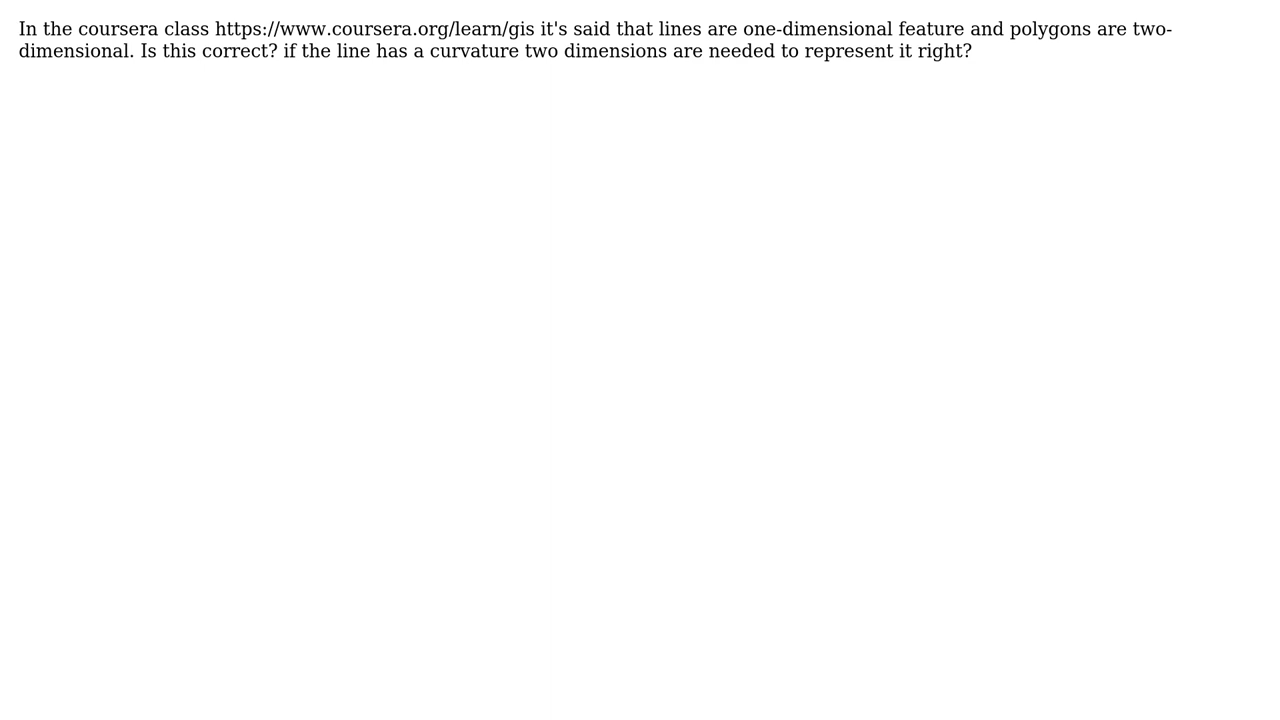 In the coursera class https://www.coursera.org/learn/gis it's said that lines are one-dimensional feature and polygons are two-
dimensional. Is this correct? if the line has a curvature two dimensions are needed to represent it right?